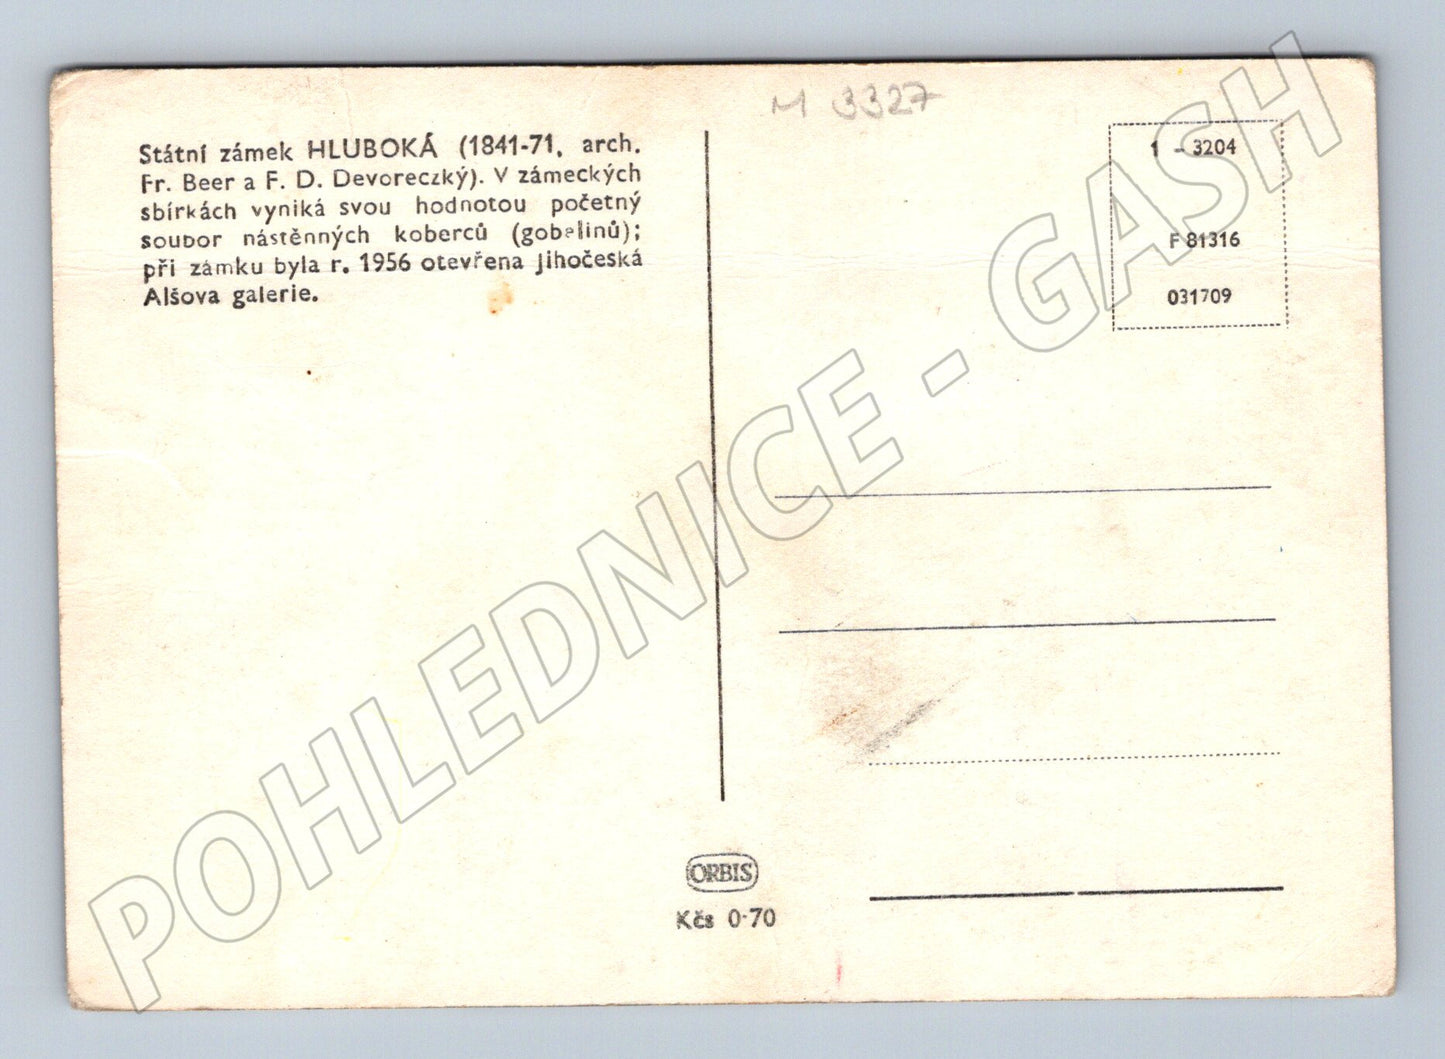 M 3327
Státní zámek HLUBOKÁ (1841-71, arch.
Fr. Beer a F. D. Devoreczký). V zámeckých
sbírkách vyniká svou hodnotou početný
soubor nástěnných koberců (gobelinů);
při zámku byla r. 1956 otevřena Jihočeská
Alšova galerie.
1 - 3204
F 81316
031709
POHLEDNICE - GASH
ORBIS
Kčs 0·70